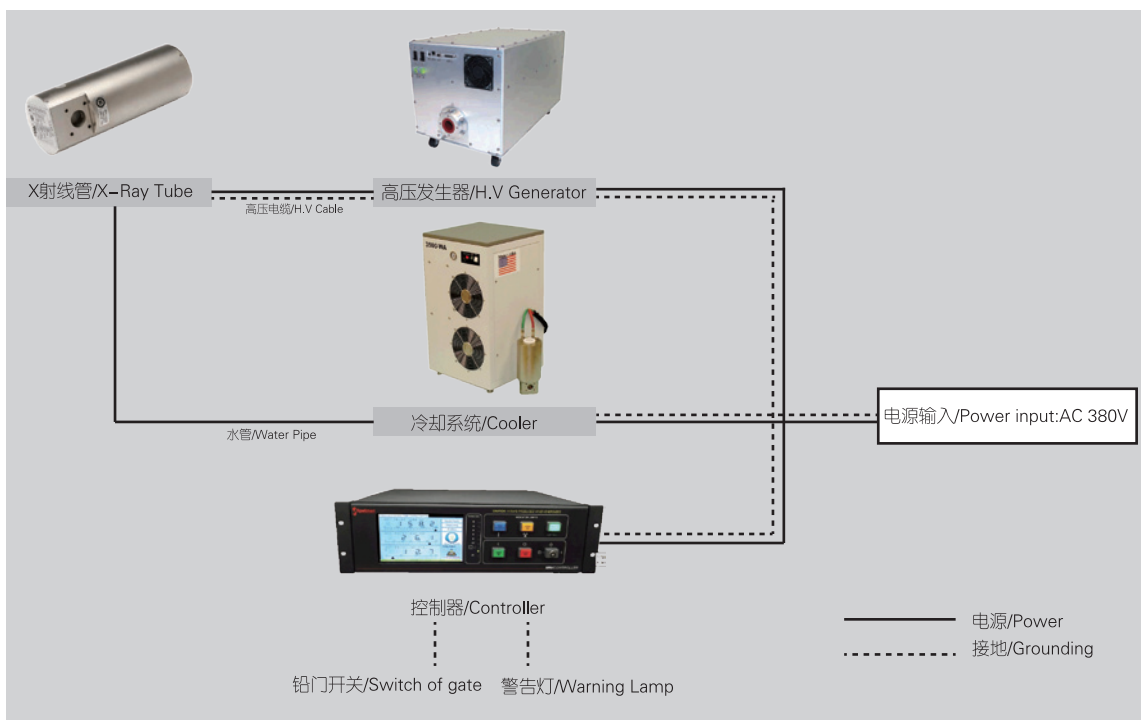 X射线管/X-Ray Tube
高压电缆/H.V Cable
高压发生器/H.V Generator
2000 WA
水管/Water Pipe
冷却系统/Cooler
电源输入/Power input:AC 380V
控制器/Controller
电源/Power
接地/Grounding
铅门开关/Switch of gate
警告灯/Warning Lamp